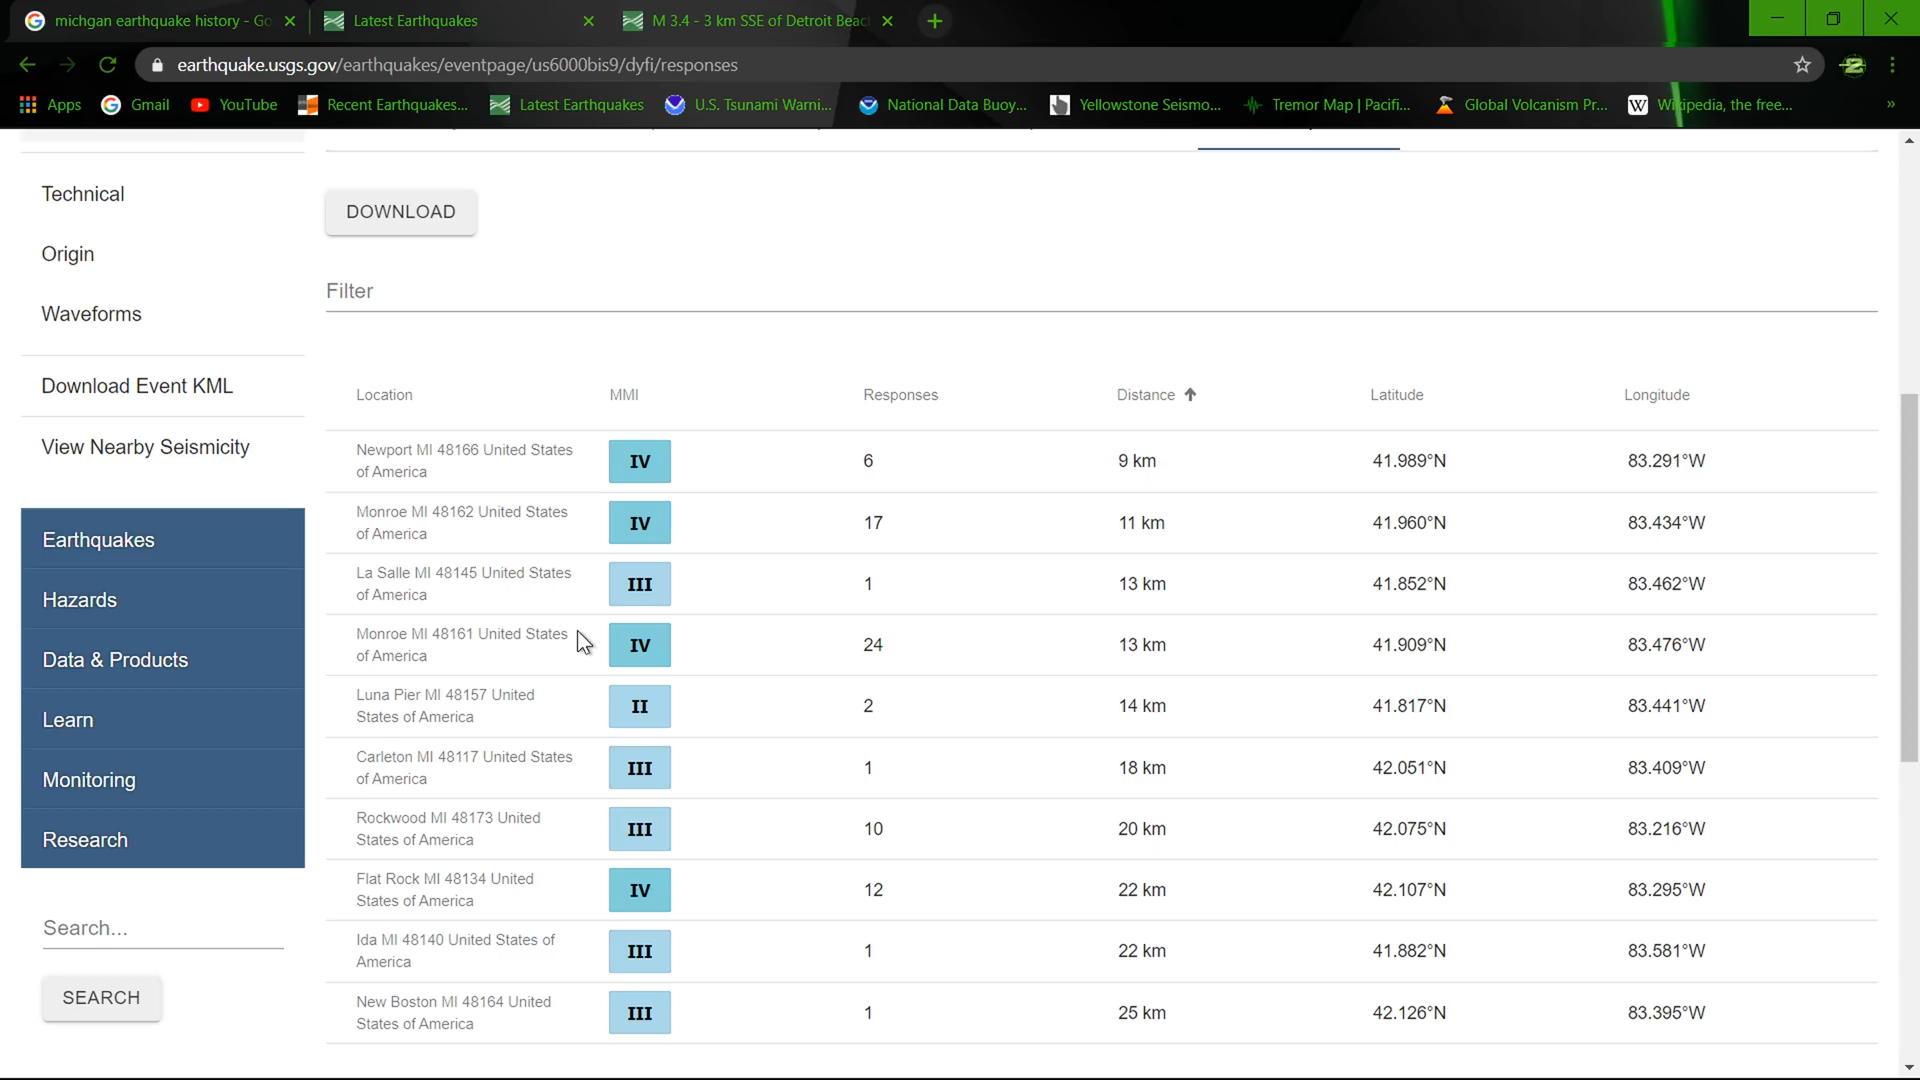 michgan earthquake history - Go
Latest Earthquakes
M 3.4 - 3 km SSE of Detroit Beac
earthquake.usgs.gov/earthquakes/eventpage/us6000bis9/dyfi/responses
Apps Gmail YouTube Recent Earthquakes... Latest Earthquakes U.S. Tsunami Warni... National Data Buoy... Yellowstone Seismo... Tremor Map | Pacifi... Global Volcanism Pr... W Wikipedia, the free... »
Technical
Origin
Waveforms
Download Event KML
View Nearby Seismicity
Earthquakes
Hazards
Data & Products
Learn
Monitoring
Research
Search...
SEARCH
DOWNLOAD
Filter
Location MMI Responses Distance Latitude Longitude
Newport MI 48166 United States
of America
IV 6 9 km 41.989°N 83.291°W
Monroe MI 48162 United States
of America
IV 17 11 km 41.960°N 83.434°W
La Salle MI 48145 United States
of America
III 1 13 km 41.852°N 83.462°W
Monroe MI 48161 United States
of America
IV 24 13 km 41.909°N 83.476°W
Luna Pier MI 48157 United
States of America
II 2 14 km 41.817°N 83.441°W
Carleton MI 48117 United States
of America
III 1 18 km 42.051°N 83.409°W
Rockwood MI 48173 United
States of America
III 10 20 km 42.075°N 83.216°W
Flat Rock MI 48134 United
States of America
IV 12 22 km 42.107°N 83.295°W
Ida MI 48140 United States of
America
III 1 22 km 41.882°N 83.581°W
New Boston MI 48164 United
States of America
III 1 25 km 42.126°N 83.395°W